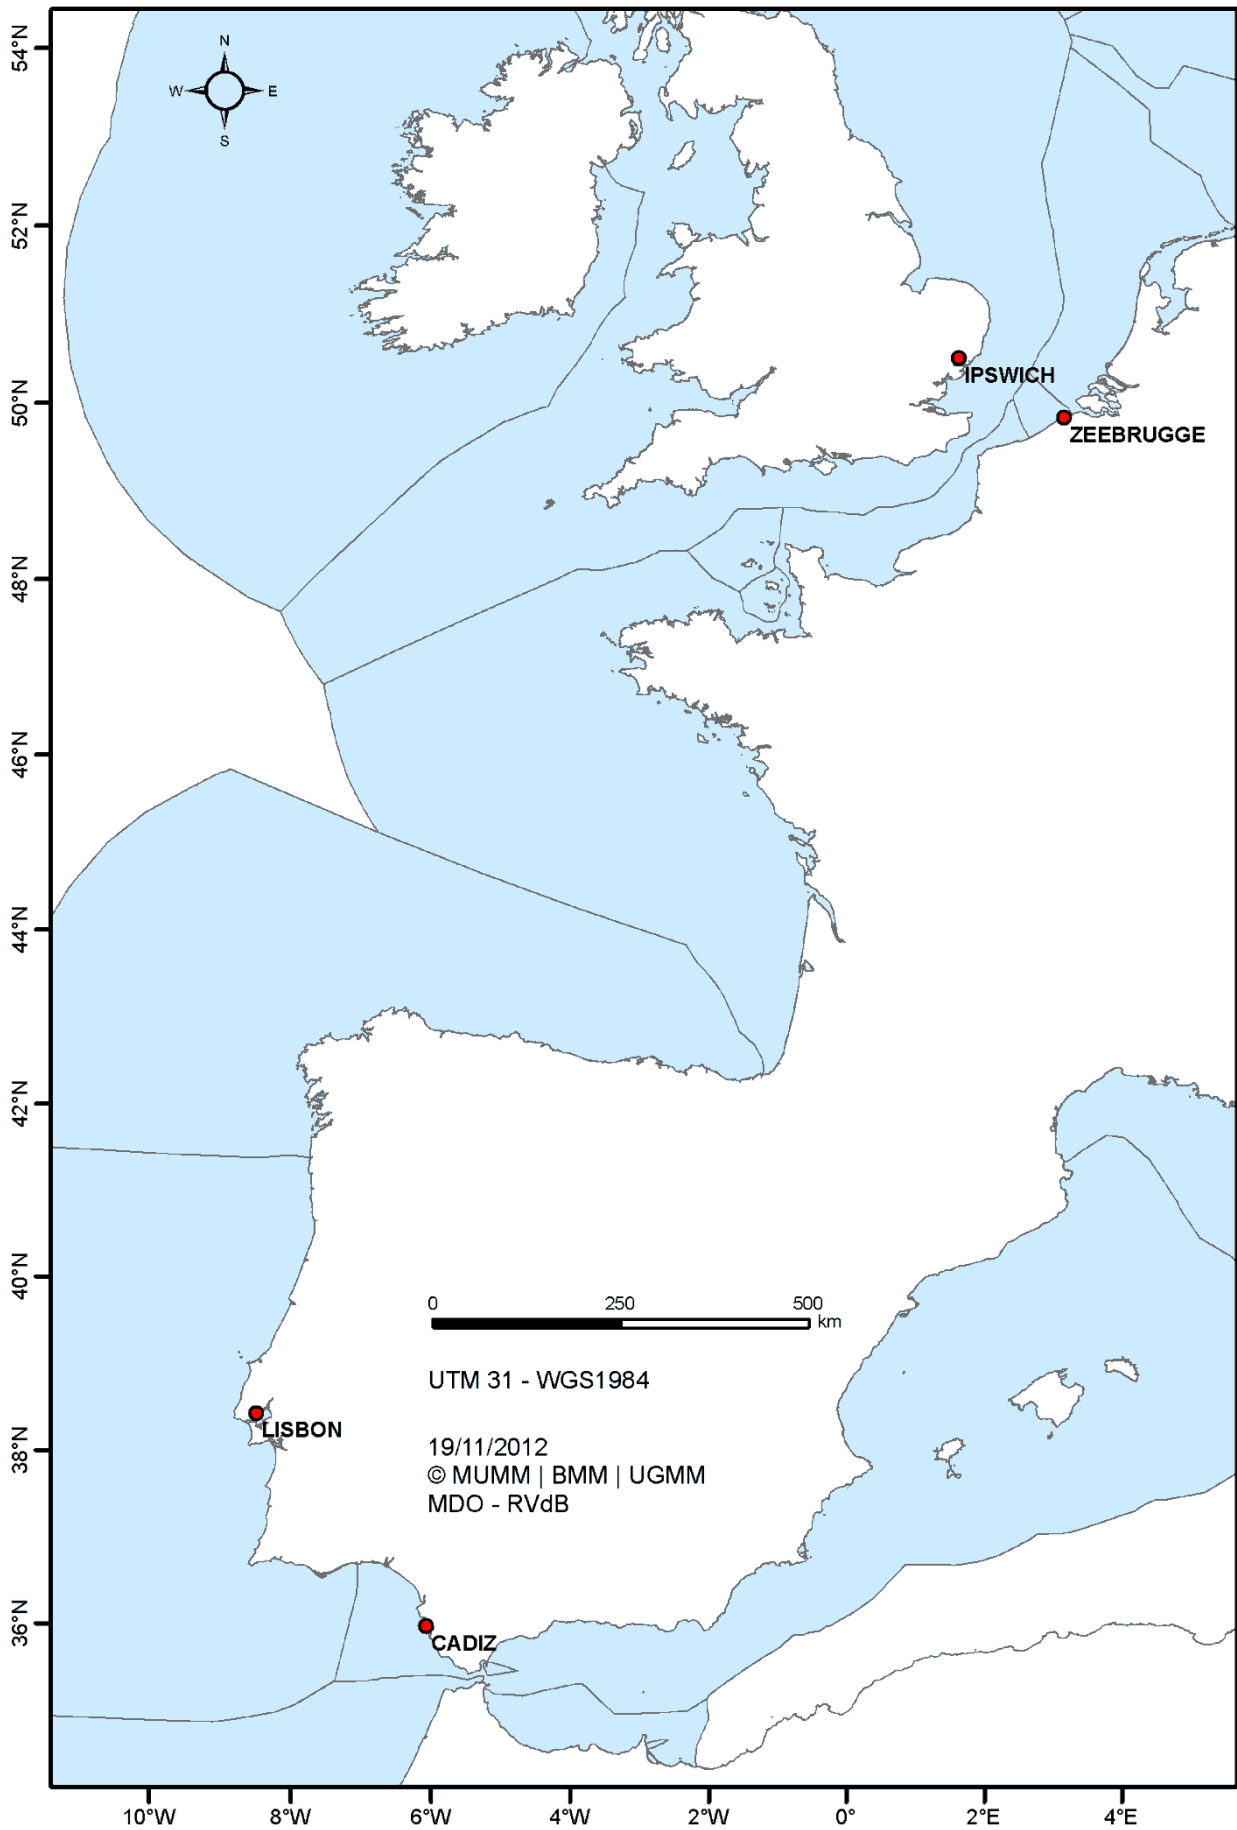 N
W E
S
54°N
52°N
50°N
48°N
46°N
44°N
42°N
40°N
38°N
36°N
IPSWICH
ZEEBRUGGE
0 250 500
km
UTM 31 - WGS1984
LISBON
19/11/2012
© MUMM | BMM | UGMM
MDO - RVdB
CADIZ
10°W 8°W 6°W 4°W 2°W 0° 2°E 4°E